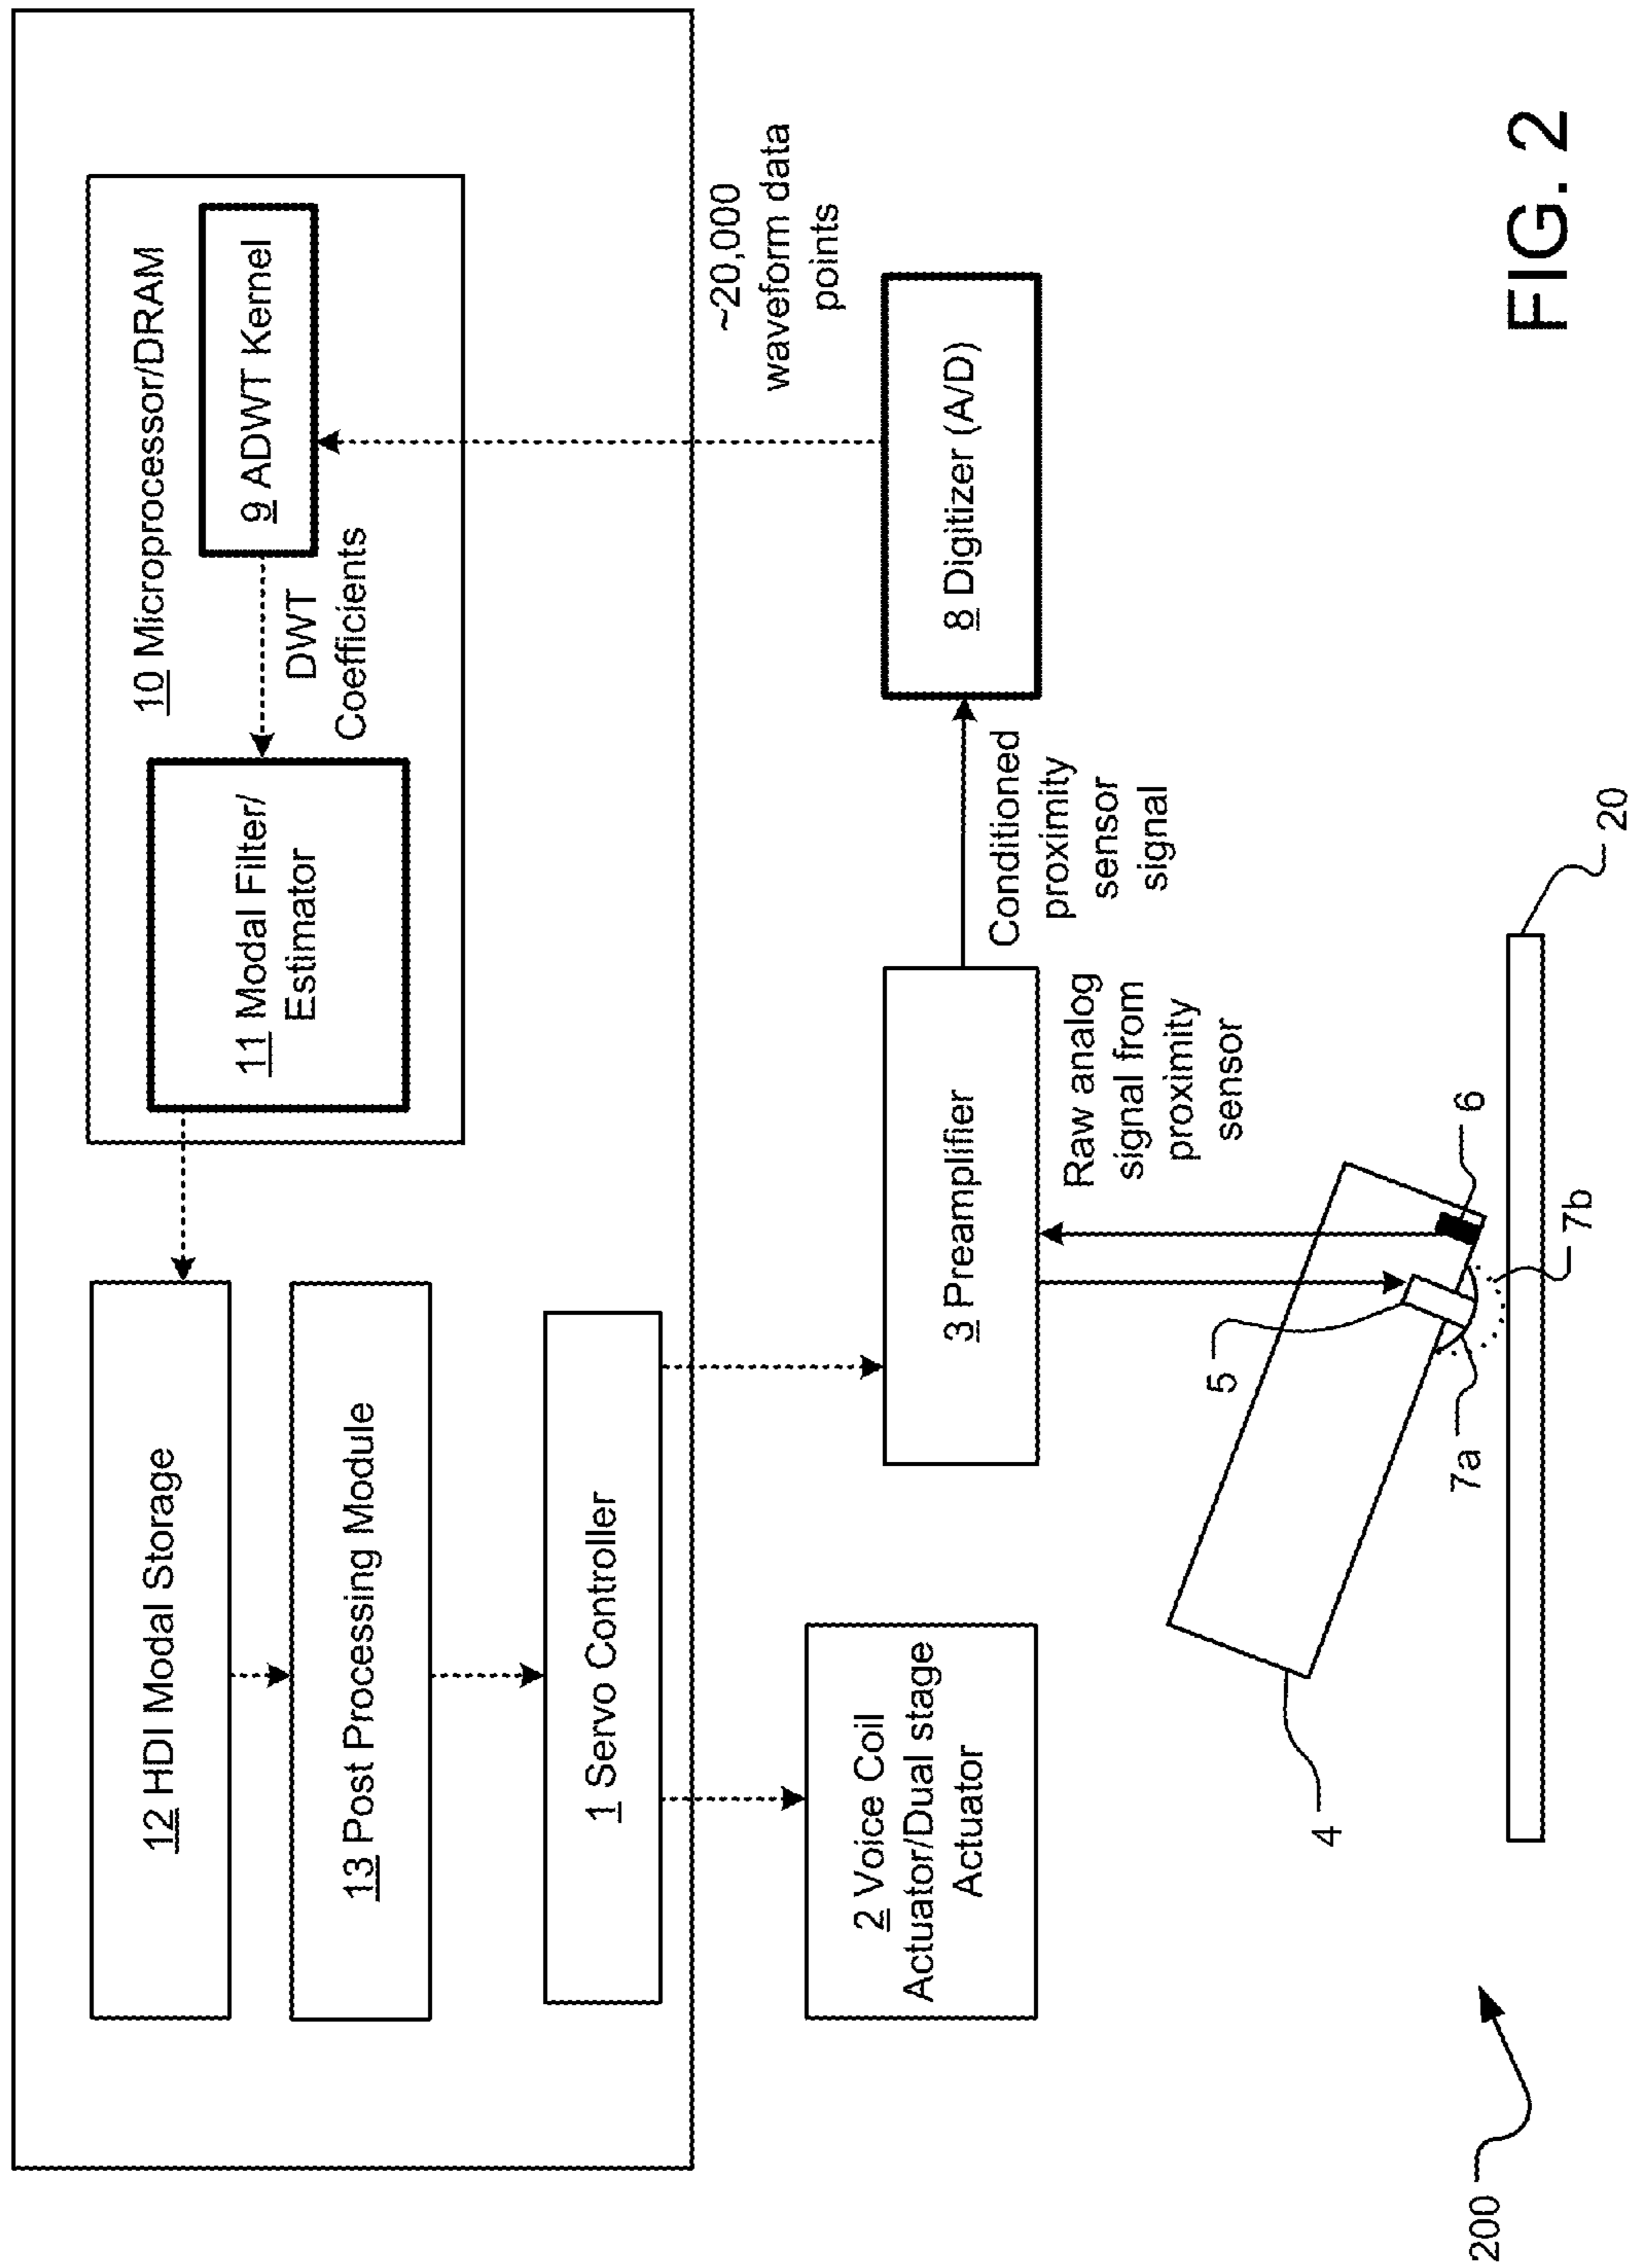 12 HDI Modal Storage
13 Post Processing Module
1 Servo Controller
2 Voice Coil
Actuator/Dual stage
Actuator
10 Microprocessor/DRAM
11 Modal Filter/
Estimator
9 ADWT Kernel
DWT
Coefficients
~20,000
waveform data
points
3 Preamplifier
8 Digitizer (A/D)
Conditioned
proximity
sensor
signal
Raw analog
signal from
proximity
sensor
5
4
7a
7b
6
20
200
FIG. 2